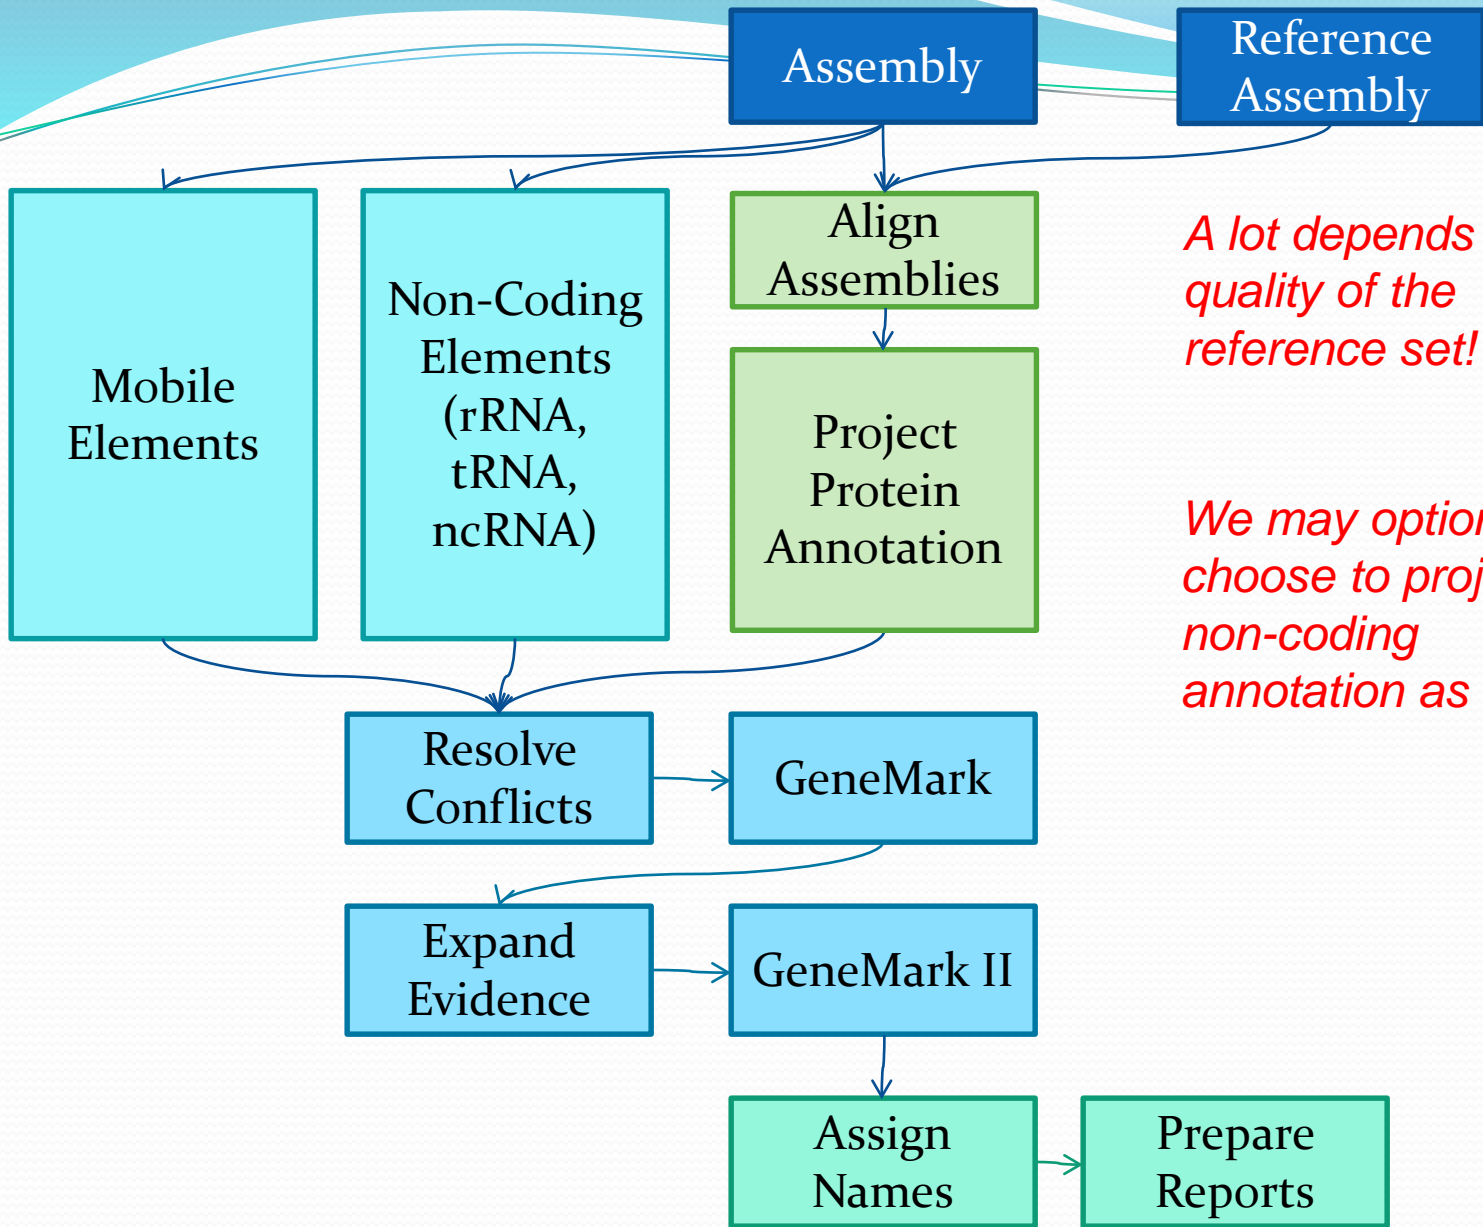 Assembly
Reference
Assembly
Align
Assemblies
A lot depends
quality of the
reference set!
Mobile
Elements
Non-Coding
Elements
(rRNA,
tRNA,
ncRNA)
Project
Protein
Annotation
We may
choose to
non-coding
annotation as
Resolve
Conflicts
GeneMark
Expand
Evidence
GeneMark II
Assign
Names
Prepare
Reports